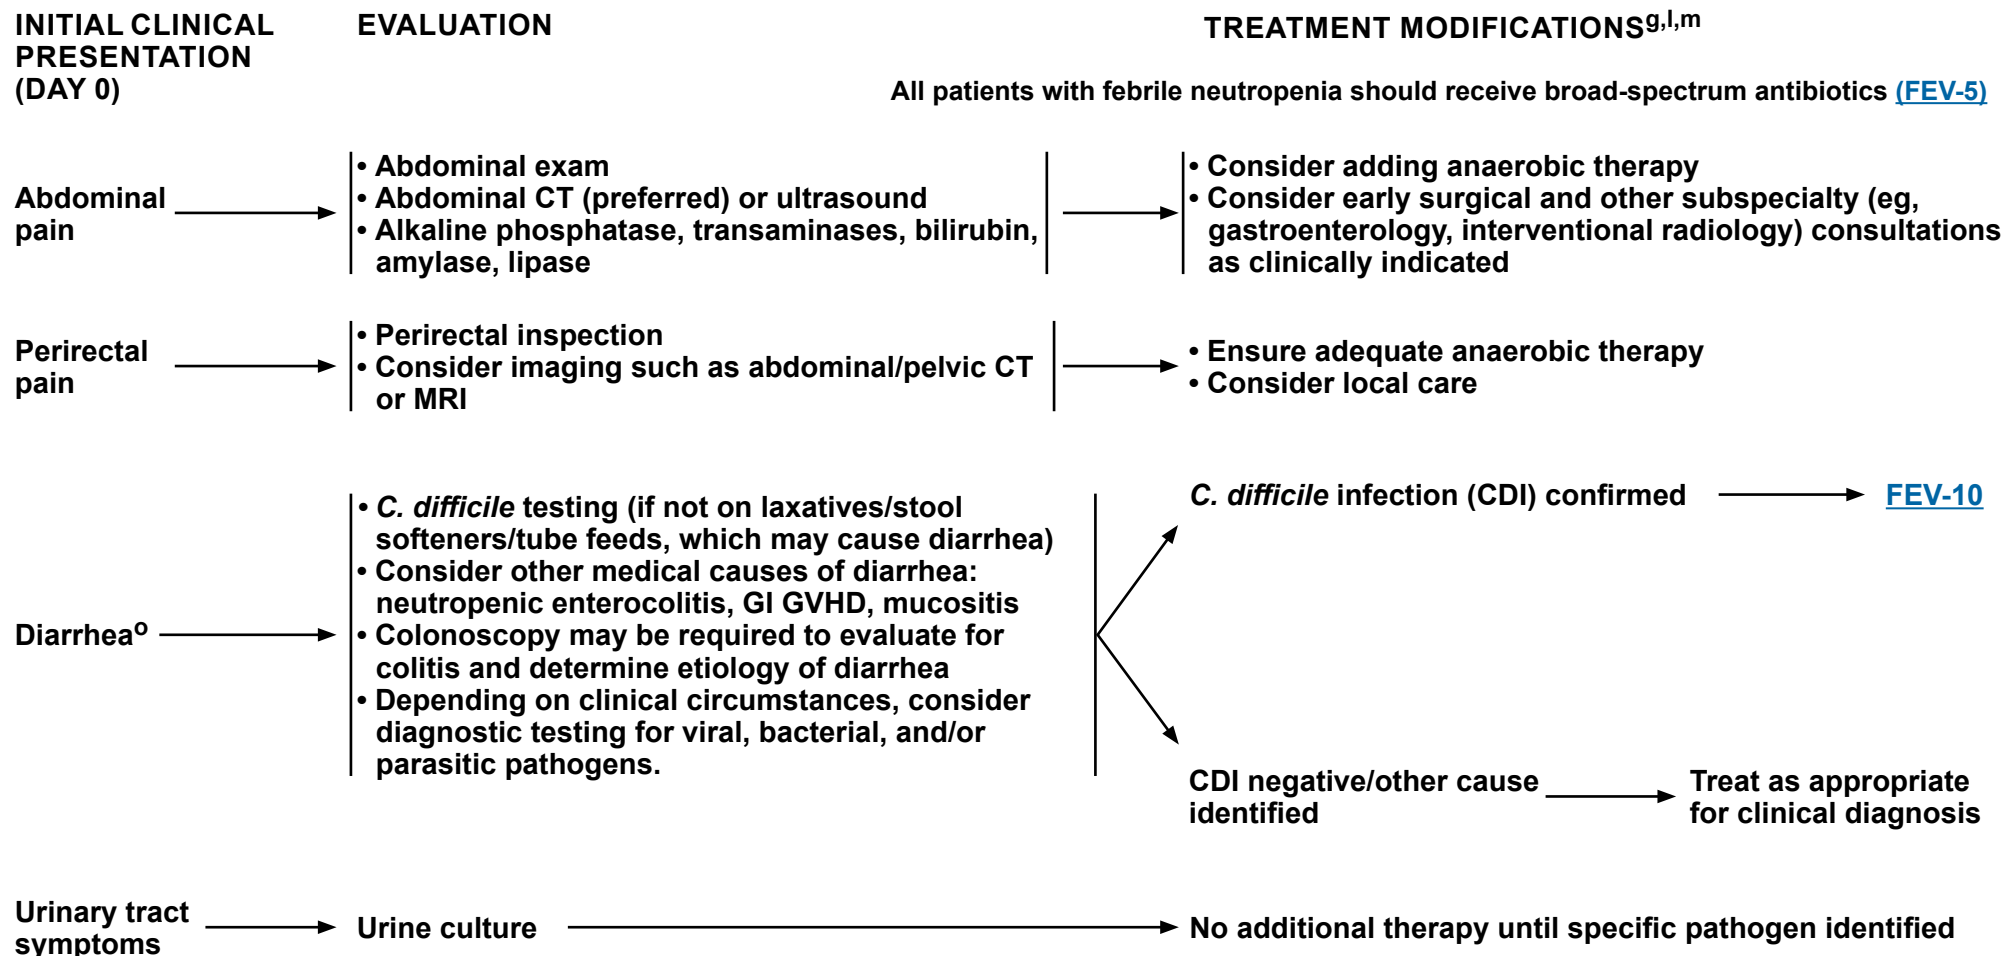 INITIAL CLINICAL
PRESENTATION
(DAY 0)
EVALUATION
TREATMENT MODIFICATIONSg,l,m
All patients with febrile neutropenia should receive broad-spectrum antibiotics (FEV-5)
Abdominal
pain
• Abdominal exam
• Abdominal CT (preferred) or ultrasound
• Alkaline phosphatase, transaminases, bilirubin,
amylase, lipase
• Consider adding anaerobic therapy
• Consider early surgical and other subspecialty (eg,
gastroenterology, interventional radiology) consultations
as clinically indicated
Perirectal
pain
• Perirectal inspection
• Consider imaging such as abdominal/pelvic CT
or MRI
• Ensure adequate anaerobic therapy
• Consider local care
Diarrheao
• C. difficile testing (if not on laxatives/stool
softeners/tube feeds, which may cause diarrhea)
• Consider other medical causes of diarrhea:
neutropenic enterocolitis, GI GVHD, mucositis
• Colonoscopy may be required to evaluate for
colitis and determine etiology of diarrhea
• Depending on clinical circumstances, consider
diagnostic testing for viral, bacterial, and/or
parasitic pathogens.
C. difficile infection (CDI) confirmed
FEV-10
CDI negative/other cause
identified
Treat as appropriate
for clinical diagnosis
Urinary tract
symptoms
Urine culture
No additional therapy until specific pathogen identified